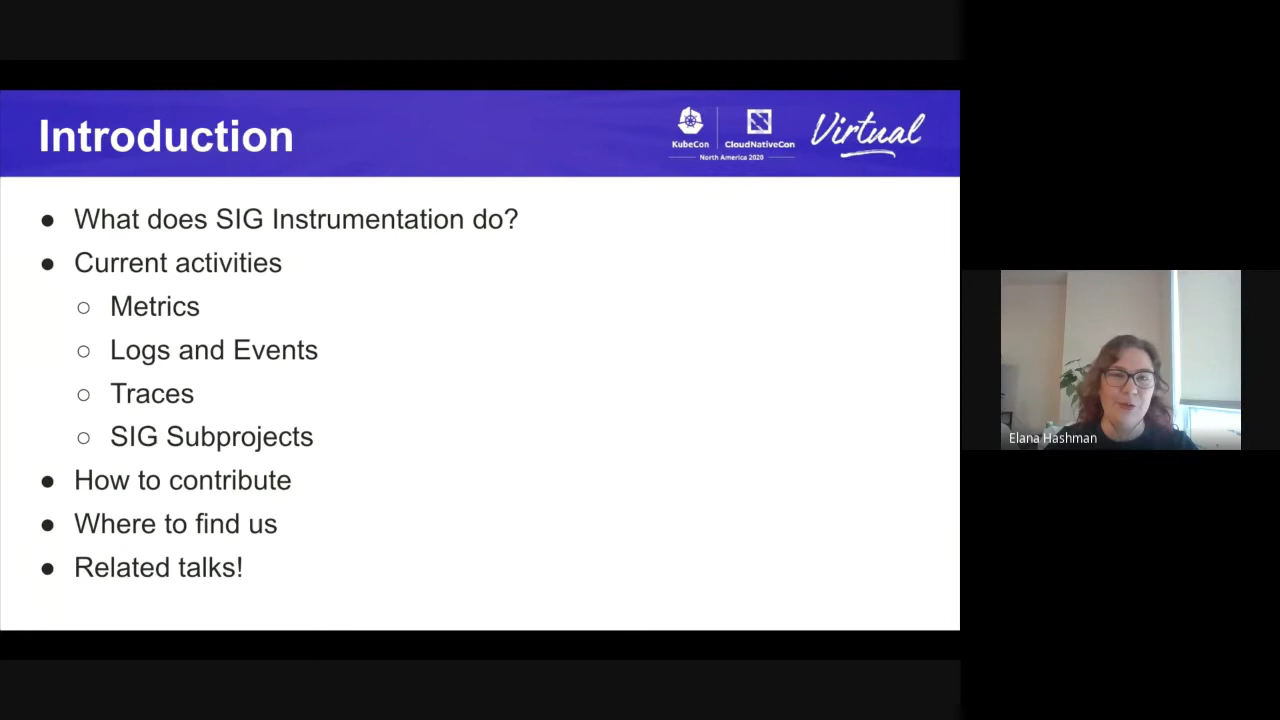 Introduction
KubeCon
CloudNativeCon
North America 2020
Virtual
● What does SIG Instrumentation do?
● Current activities
○ Metrics
○ Logs and Events
○ Traces
○ SIG Subprojects
● How to contribute
● Where to find us
● Related talks!
Elana Hashman